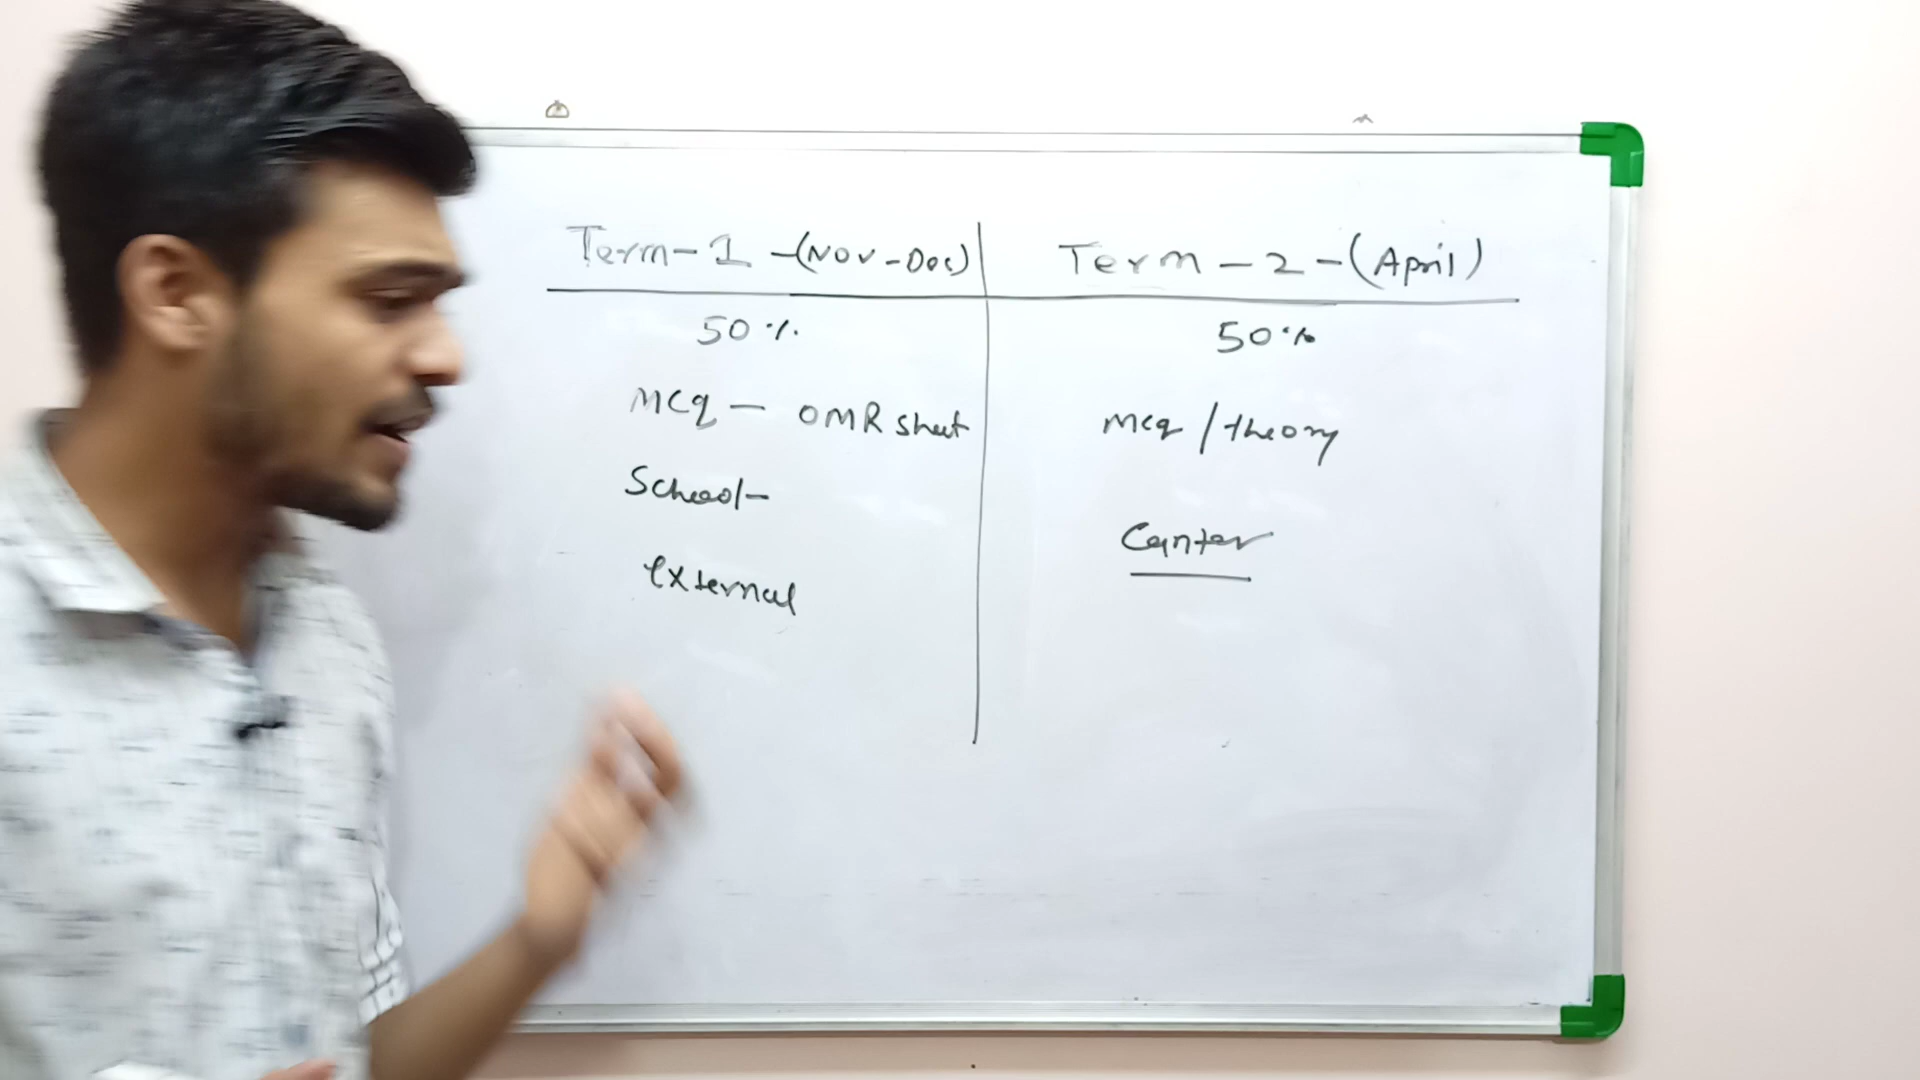 Term-1 -(Nov-Dec)
50%
MCq - OMR sheet
School-
external
Term-2-(April)
50%
mcq / theory
Center